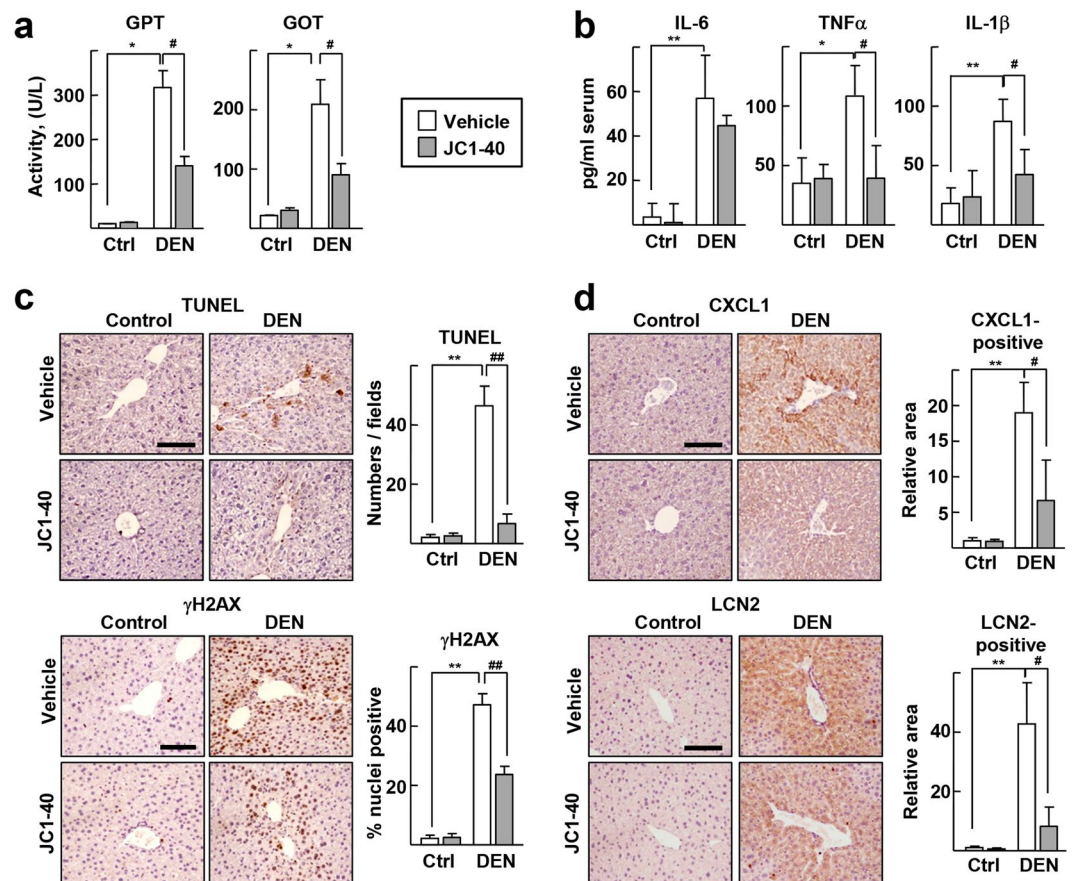 a
GPT
GOT
Activity, (U/L)
300
200
100
* #
Ctrl DEN
200
100
* #
Ctrl DEN
Vehicle
JC1-40
b
IL-6
TNFα
IL-1β
pg/ml serum
60
40
20
**
Ctrl DEN
100
50
* #
Ctrl DEN
100
50
** #
Ctrl DEN
c
TUNEL
Control DEN
Vehicle
JC1-40
TUNEL
Numbers / fields
40
20
** ##
Ctrl DEN
γH2AX
Control DEN
Vehicle
JC1-40
γH2AX
% nuclei positive
40
20
** ##
Ctrl DEN
d
CXCL1
Control DEN
Vehicle
JC1-40
CXCL1-
positive
Relative area
20
15
10
5
** #
Ctrl DEN
LCN2
Control DEN
Vehicle
JC1-40
LCN2-
positive
Relative area
40
20
** #
Ctrl DEN